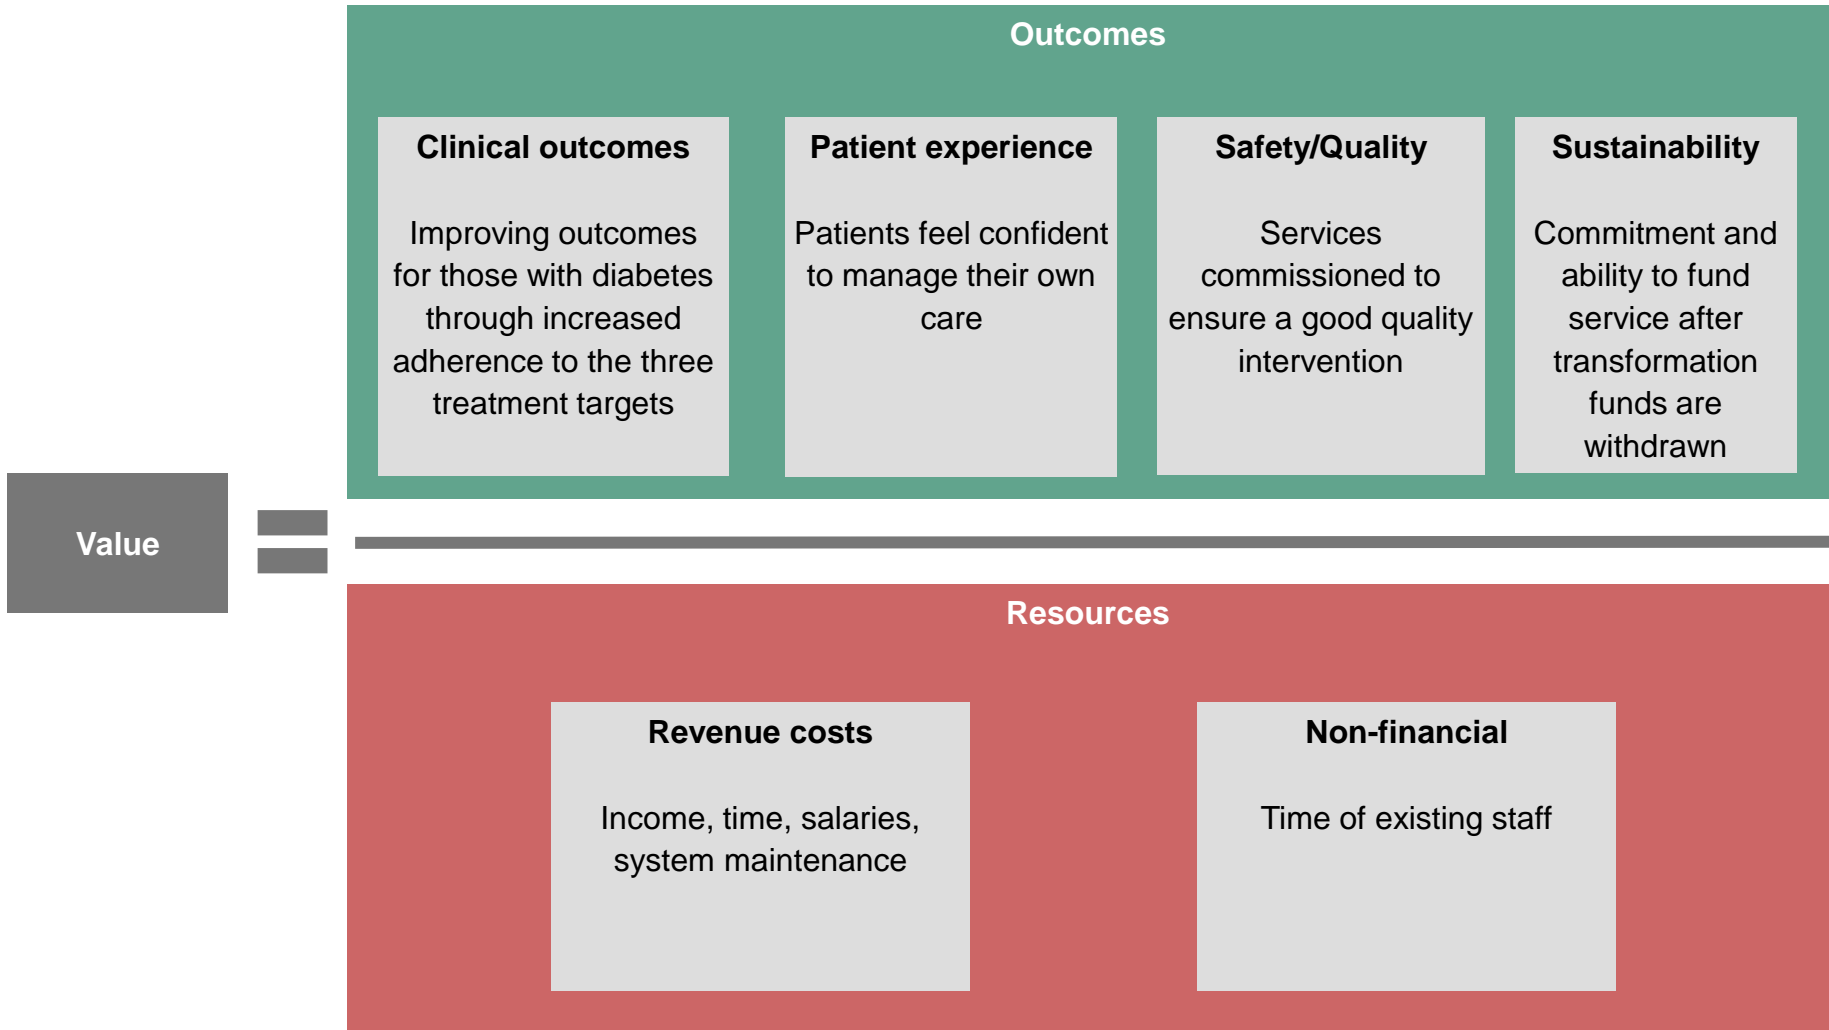 Outcomes
Clinical outcomes
Improving outcomes
for those with diabetes
through increased
adherence to the three
treatment targets
Patient experience
Patients feel confident
to manage their own
care
Safety/Quality
Services
commissioned to
ensure a good quality
intervention
Sustainability
Commitment and
ability to fund
service after
transformation
funds are
withdrawn
Value
Resources
Revenue costs
Income, time, salaries,
system maintenance
Non-financial
Time of existing staff